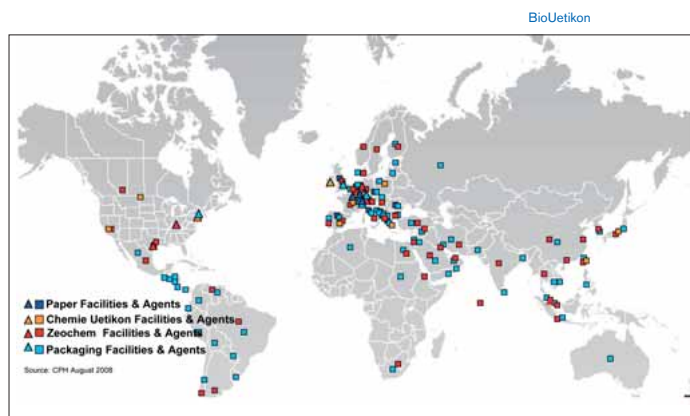 BioUetikon
Paper Facilities & Agents
Chemie Uetikon Facilities & Agents
Zeochem Facilities & Agents
Packaging Facilities & Agents
Source: CPH August 2008